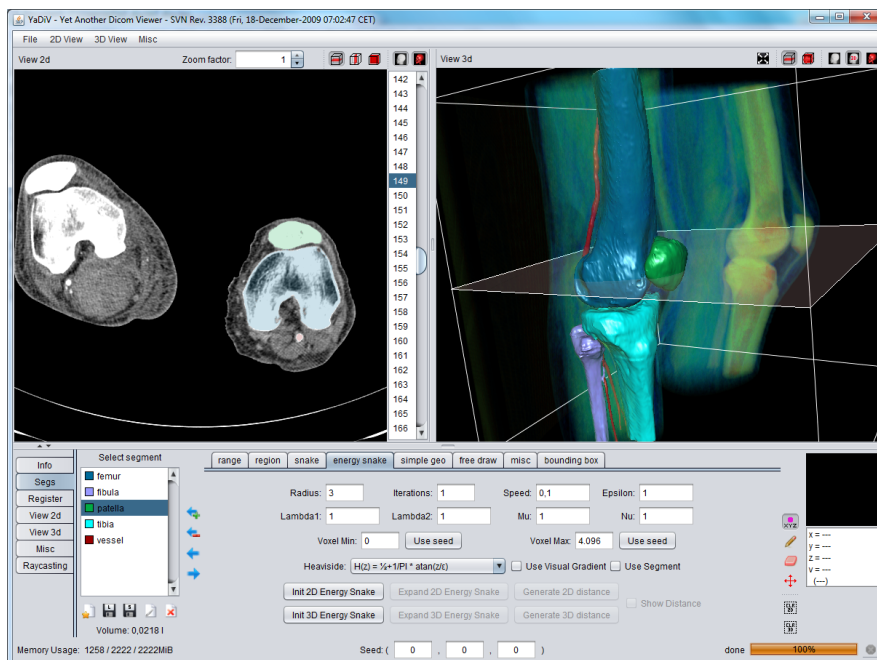 YaDiV - Yet Another Dicom Viewer - SVN Rev. 3388 (Fri, 18-December-2009 07:02:47 CET)
File 2D View 3D View Misc
View 2d Zoom factor: 1 View 3d
142
143
144
145
146
147
148
149
150
151
152
153
154
155
156
157
158
159
160
161
162
163
164
165
166
Info
Segs
Register
View 2d
View 3d
Misc
Raycasting
Select segment
femur
fibula
patella
tibia
vessel
Volume: 0,0218 l
range region snake energy snake simple geo free draw misc bounding box
Radius: 3 Iterations: 1 Speed: 0,1 Epsilon: 1
Lambda1: 1 Lambda2: 1 Mu: 1 Nu: 1
Voxel Min: 0 Use seed Voxel Max: 4.096 Use seed
Heaviside: H(z) = ½+1/PI * atan(z/ε) Use Visual Gradient Use Segment
Init 2D Energy Snake Expand 2D Energy Snake Generate 2D distance
Init 3D Energy Snake Expand 3D Energy Snake Generate 3D distance
Show Distance
XYZ
CLR
2D
CLR
3D
x = ---
y = ---
z = ---
v = ---
(---)
Memory Usage: 1258 / 2222 / 2222MiB Seed: ( 0 , 0 , 0 ) done 100%